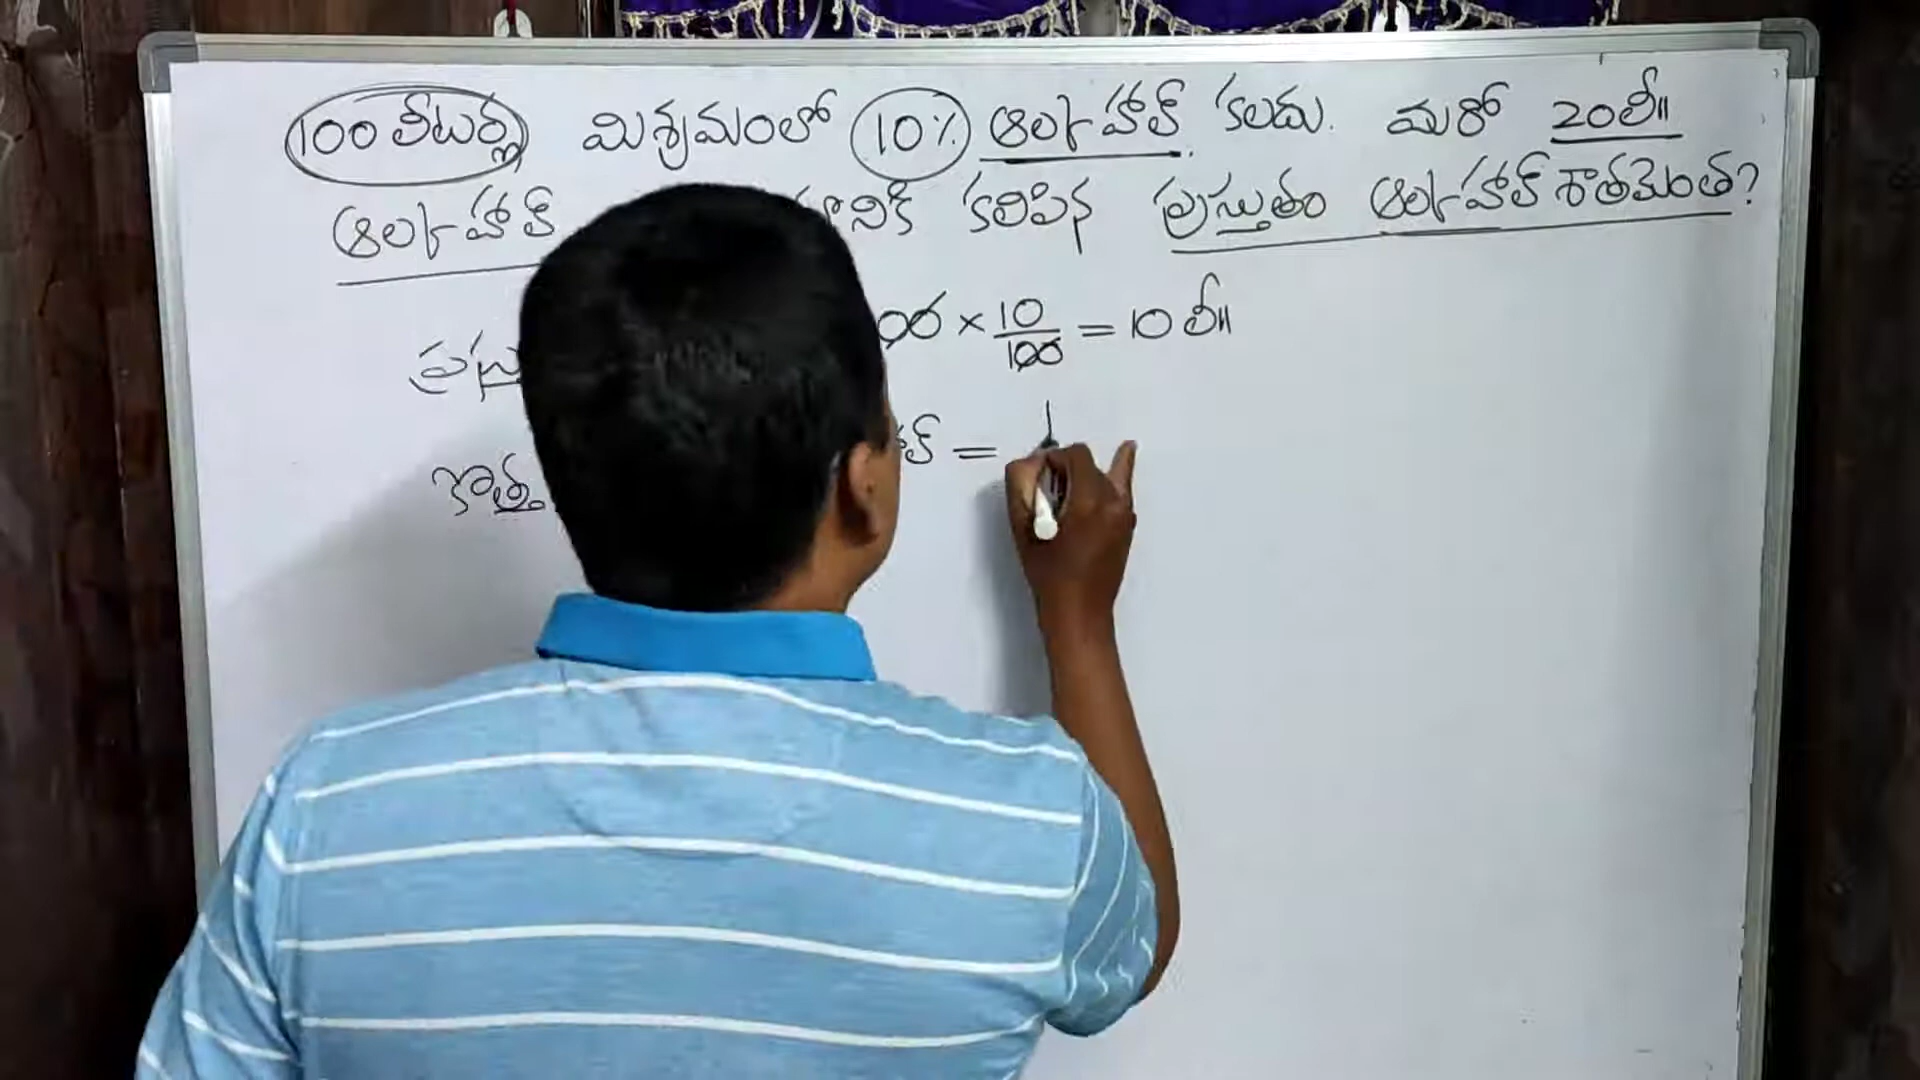 100 లీటర్ల మిశ్రమంలో 10% ఆల్కహాల్ కలదు. మరో 20లీ॥
ఆల్కహాల్ కలిపిన ప్రస్తుతం ఆల్కహాల్ శాతమెంత?
× 10/100 = 10 లీ॥
కొత్త =